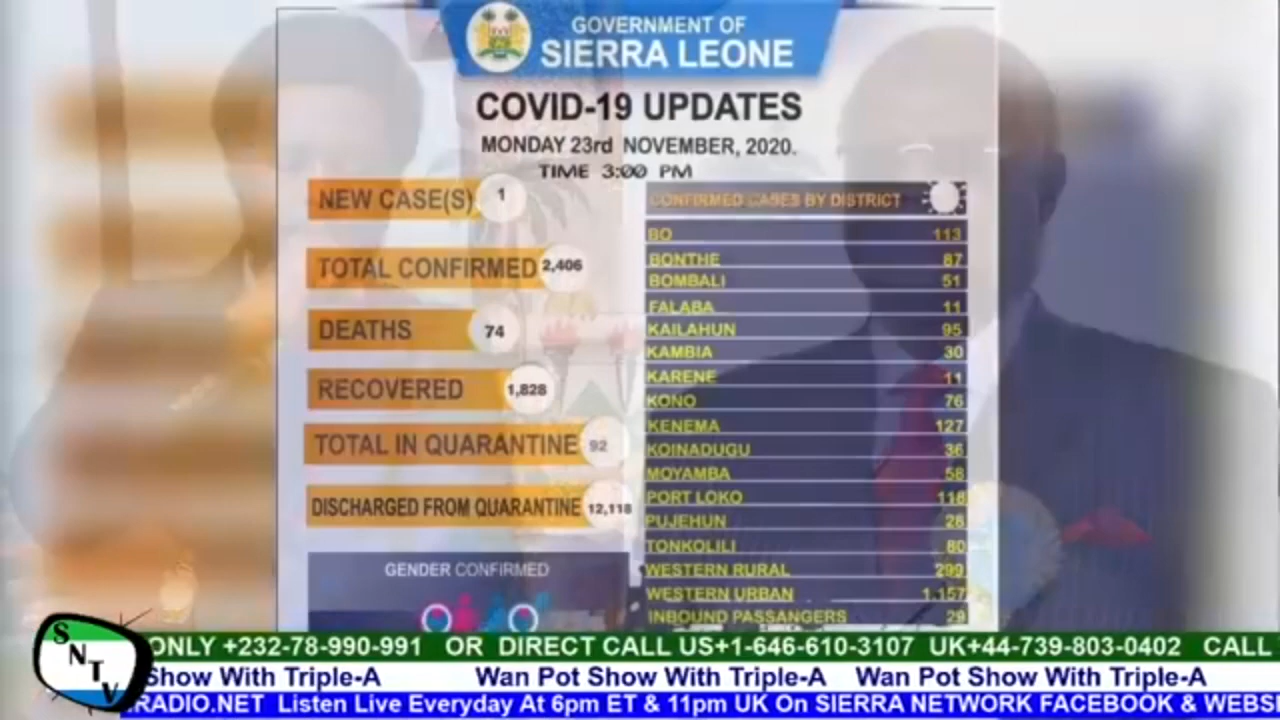 GOVERNMENT OF
SIERRA LEONE
COVID-19 UPDATES
MONDAY 23rd NOVEMBER, 2020.
TIME 3:00 PM
NEW CASE(S) 1
TOTAL CONFIRMED 2,406
DEATHS 74
RECOVERED 1,828
TOTAL IN QUARANTINE 92
DISCHARGED FROM QUARANTINE 12,118
GENDER CONFIRMED
CONFIRMED CASES BY DISTRICT
BO 113
BONTHE 87
BOMBALI 51
FALABA 11
KAILAHUN 95
KAMBIA 30
KARENE 11
KONO 76
KENEMA 127
KOINADUGU 36
MOYAMBA 58
PORT LOKO 118
PUJEHUN 28
TONKOLILI 80
WESTERN RURAL 299
WESTERN URBAN 1,157
INBOUND PASSANGERS 29
SNTV
ONLY +232-78-990-991 OR DIRECT CALL US+1-646-610-3107 UK+44-739-803-0402 CALL
Show With Triple-A Wan Pot Show With Triple-A Wan Pot Show With Triple-A
RADIO.NET Listen Live Everyday At 6pm ET & 11pm UK On SIERRA NETWORK FACEBOOK & WEBS